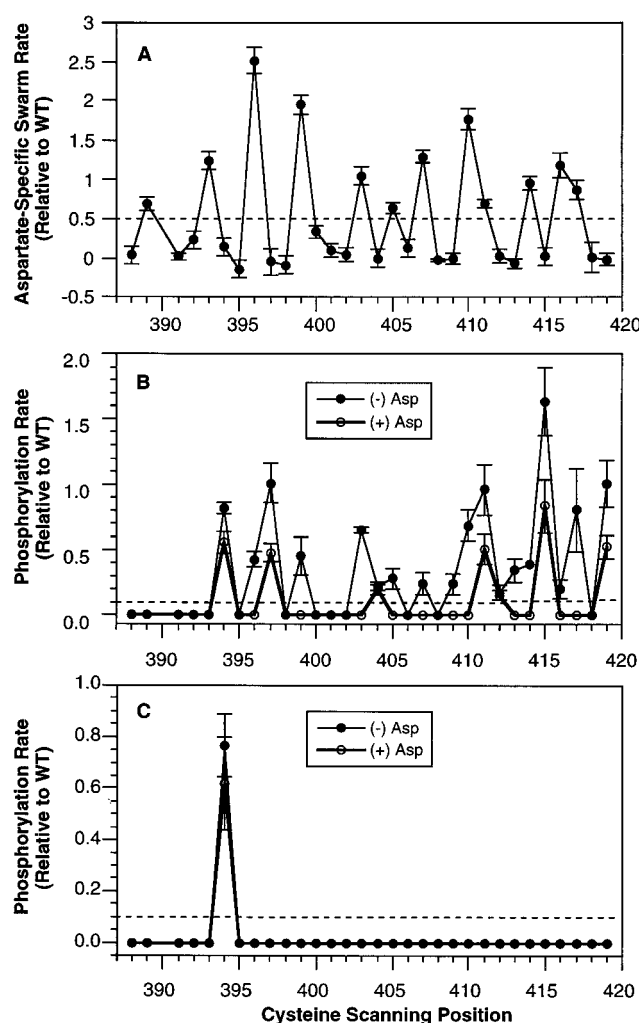 A
Aspartate-Specific Swarm Rate
(Relative to WT)
3
2.5
2
1.5
1
0.5
0
-0.5
390 395 400 405 410 415 420
B
(-) Asp
(+) Asp
Phosphorylation Rate
(Relative to WT)
2.0
1.5
1.0
0.5
0.0
390 395 400 405 410 415 420
C
(-) Asp
(+) Asp
Phosphorylation Rate
(Relative to WT)
1.0
0.8
0.6
0.4
0.2
0.0
390 395 400 405 410 415 420
Cysteine Scanning Position